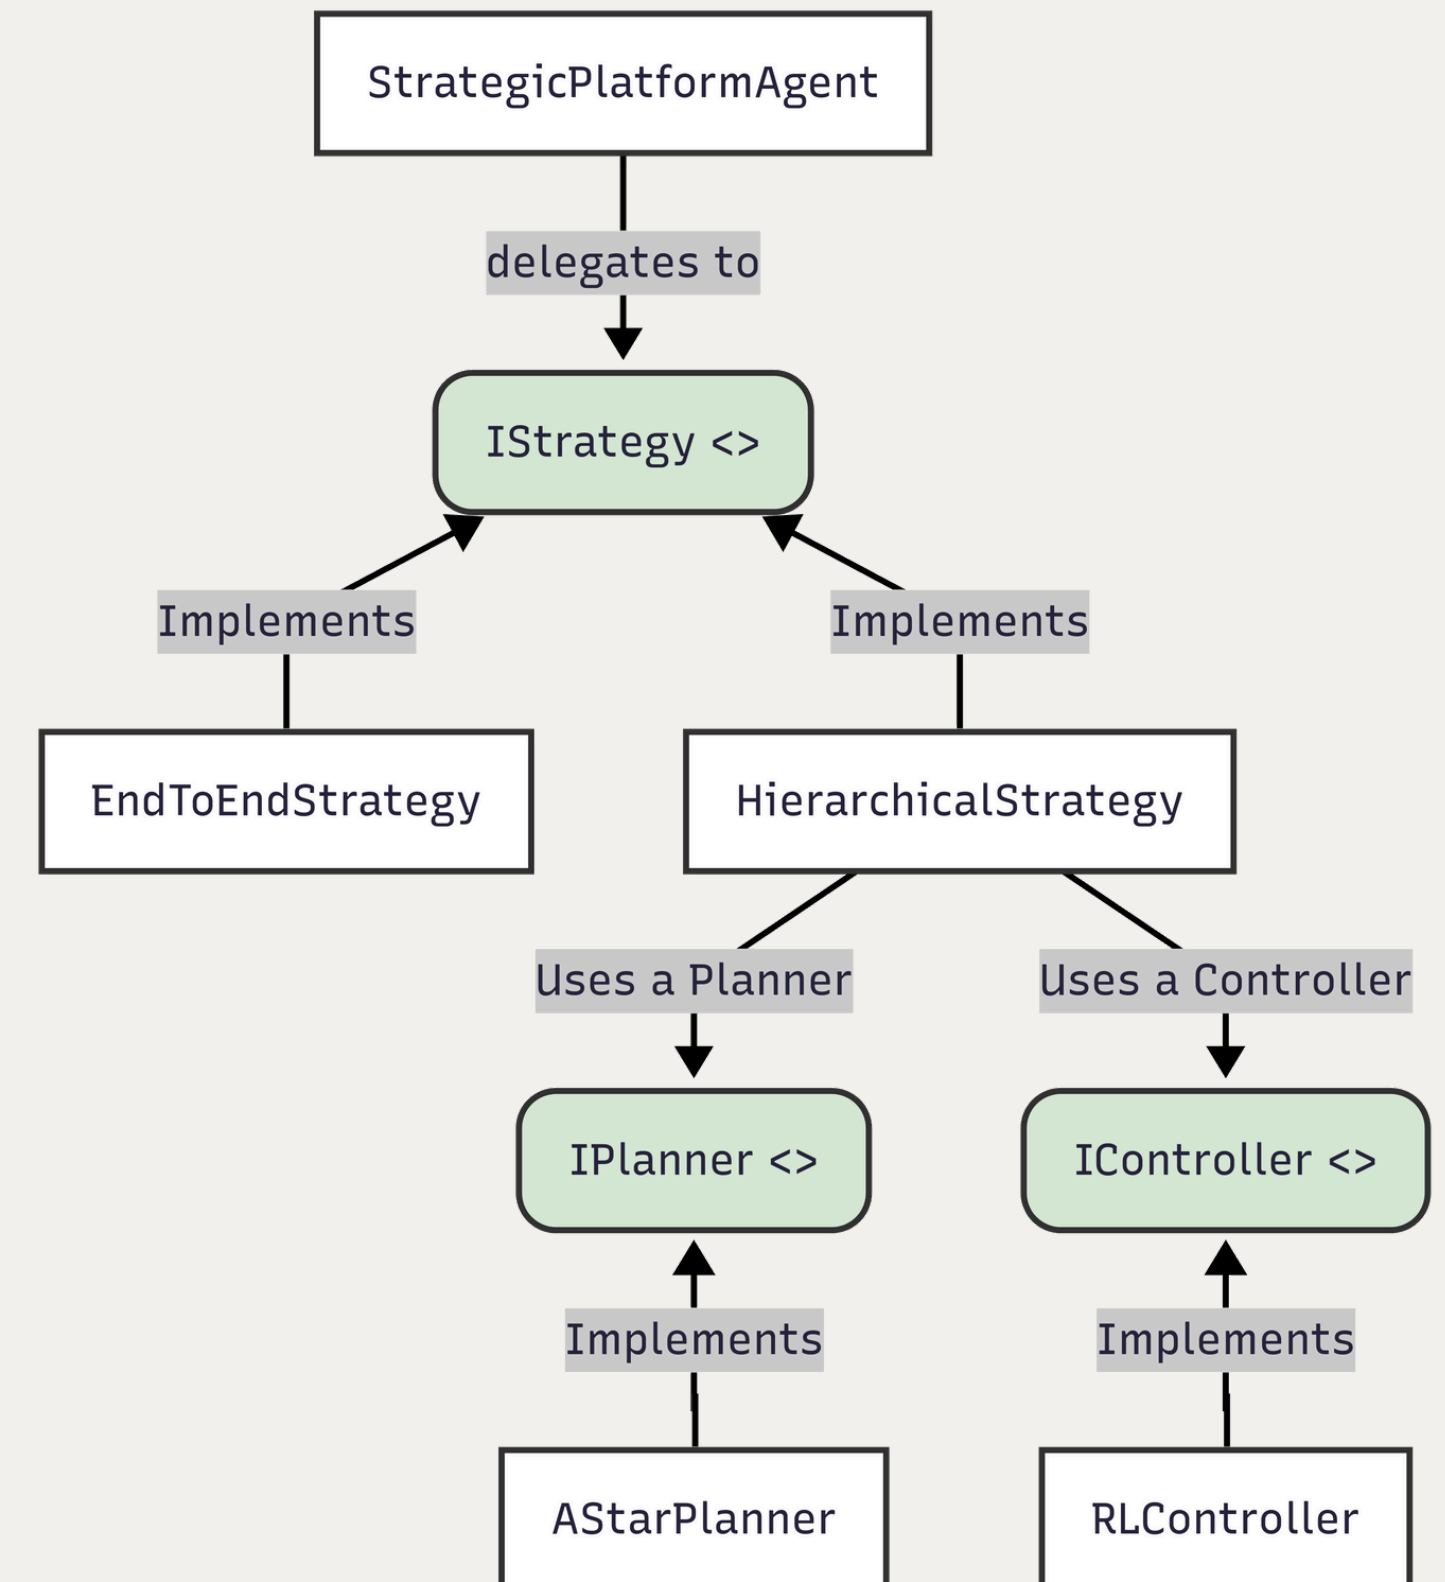 StrategicPlatformAgent
delegates to
IStrategy <>
Implements
Implements
EndToEndStrategy
HierarchicalStrategy
Uses a Planner
Uses a Controller
IPlanner <>
IController <>
Implements
Implements
AStarPlanner
RLController